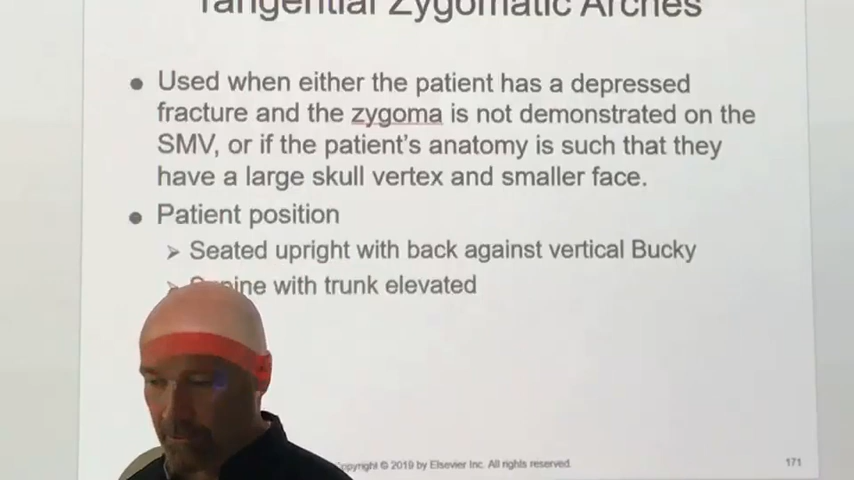 Tangential Zygomatic Arches
• Used when either the patient has a depressed
fracture and the zygoma is not demonstrated on the
SMV, or if the patient's anatomy is such that they
have a large skull vertex and smaller face.
• Patient position
➢ Seated upright with back against vertical Bucky
➢ Supine with trunk elevated
Copyright © 2019 by Elsevier Inc. All rights reserved.
171